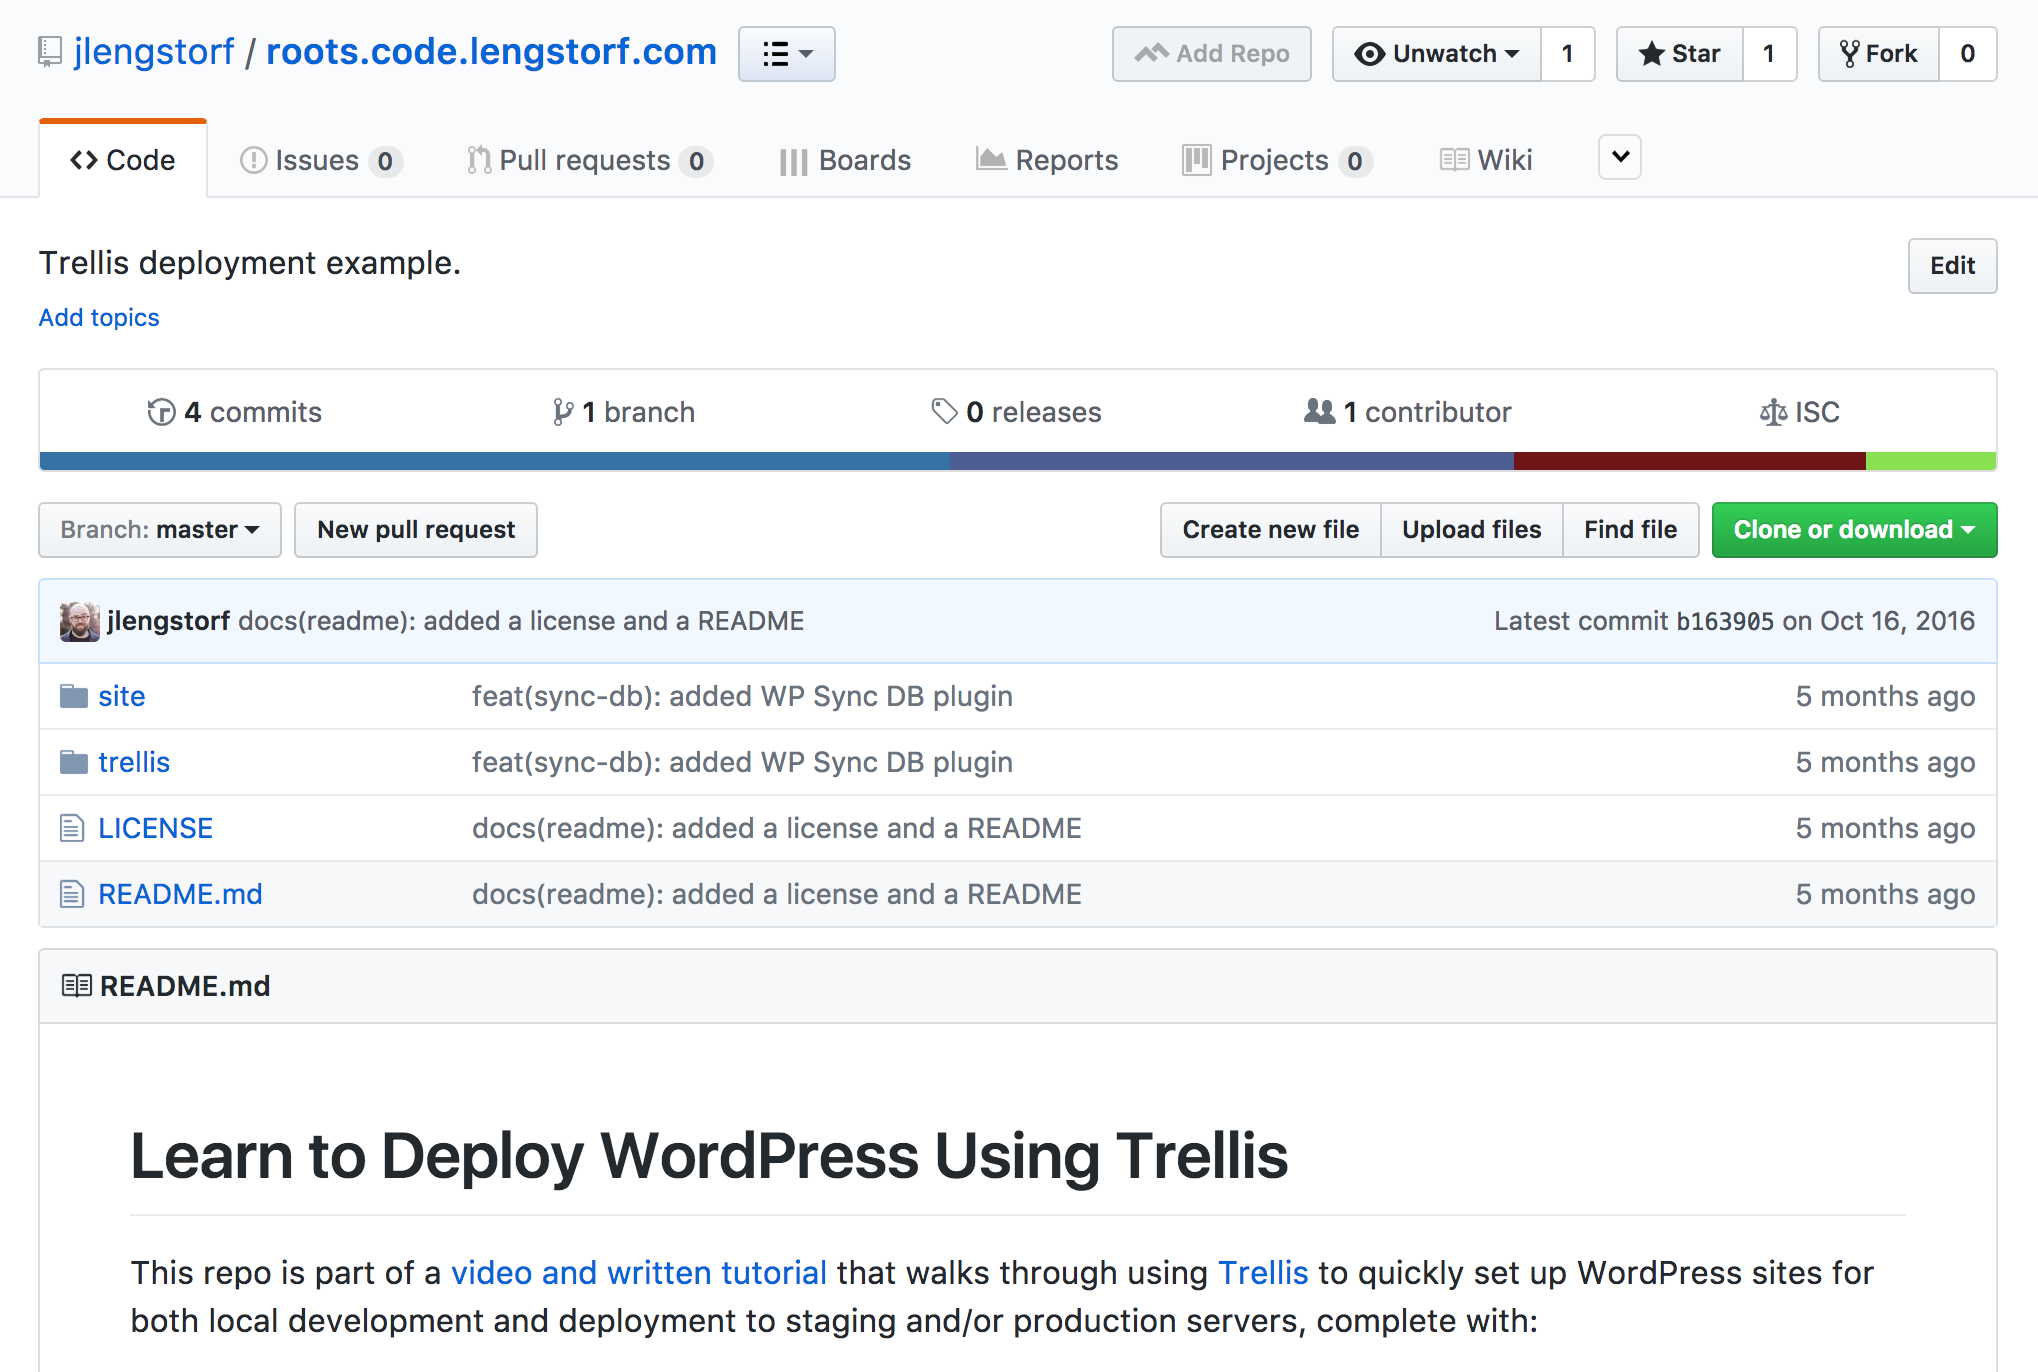 jlengstorf / roots.code.lengstorf.com Add Repo Unwatch 1 Star 1 Fork 0
Code Issues 0 Pull requests 0 Boards Reports Projects 0 Wiki
Trellis deployment example. Edit
Add topics
4 commits 1 branch 0 releases 1 contributor ISC
Branch: master New pull request Create new file Upload files Find file Clone or download
jlengstorf docs(readme): added a license and a README Latest commit b163905 on Oct 16, 2016
site feat(sync-db): added WP Sync DB plugin 5 months ago
trellis feat(sync-db): added WP Sync DB plugin 5 months ago
LICENSE docs(readme): added a license and a README 5 months ago
README.md docs(readme): added a license and a README 5 months ago
README.md
Learn to Deploy WordPress Using Trellis
This repo is part of a video and written tutorial that walks through using Trellis to quickly set up WordPress sites for
both local development and deployment to staging and/or production servers, complete with: